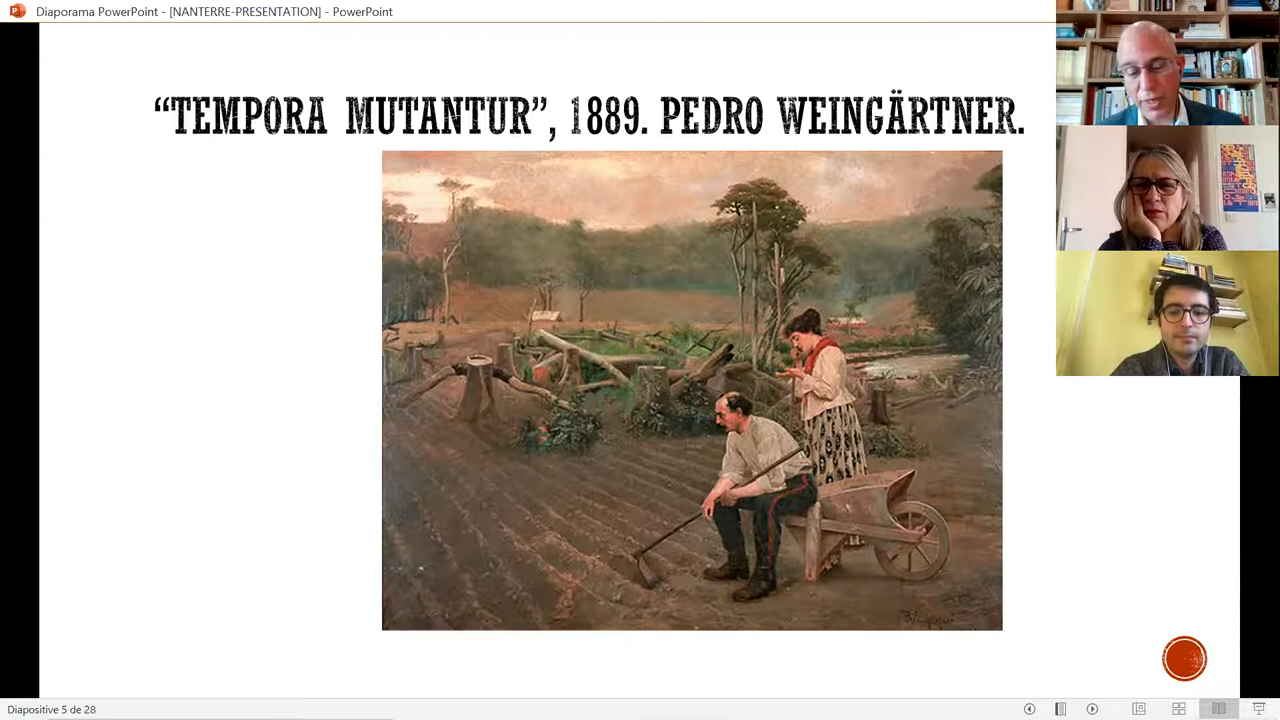 Diaporama PowerPoint - [NANTERRE-PRESENTATION] - PowerPoint
“TEMPORA MUTANTUR”, 1889. PEDRO WEINGÄRTNER.
Diapositive 5 de 28